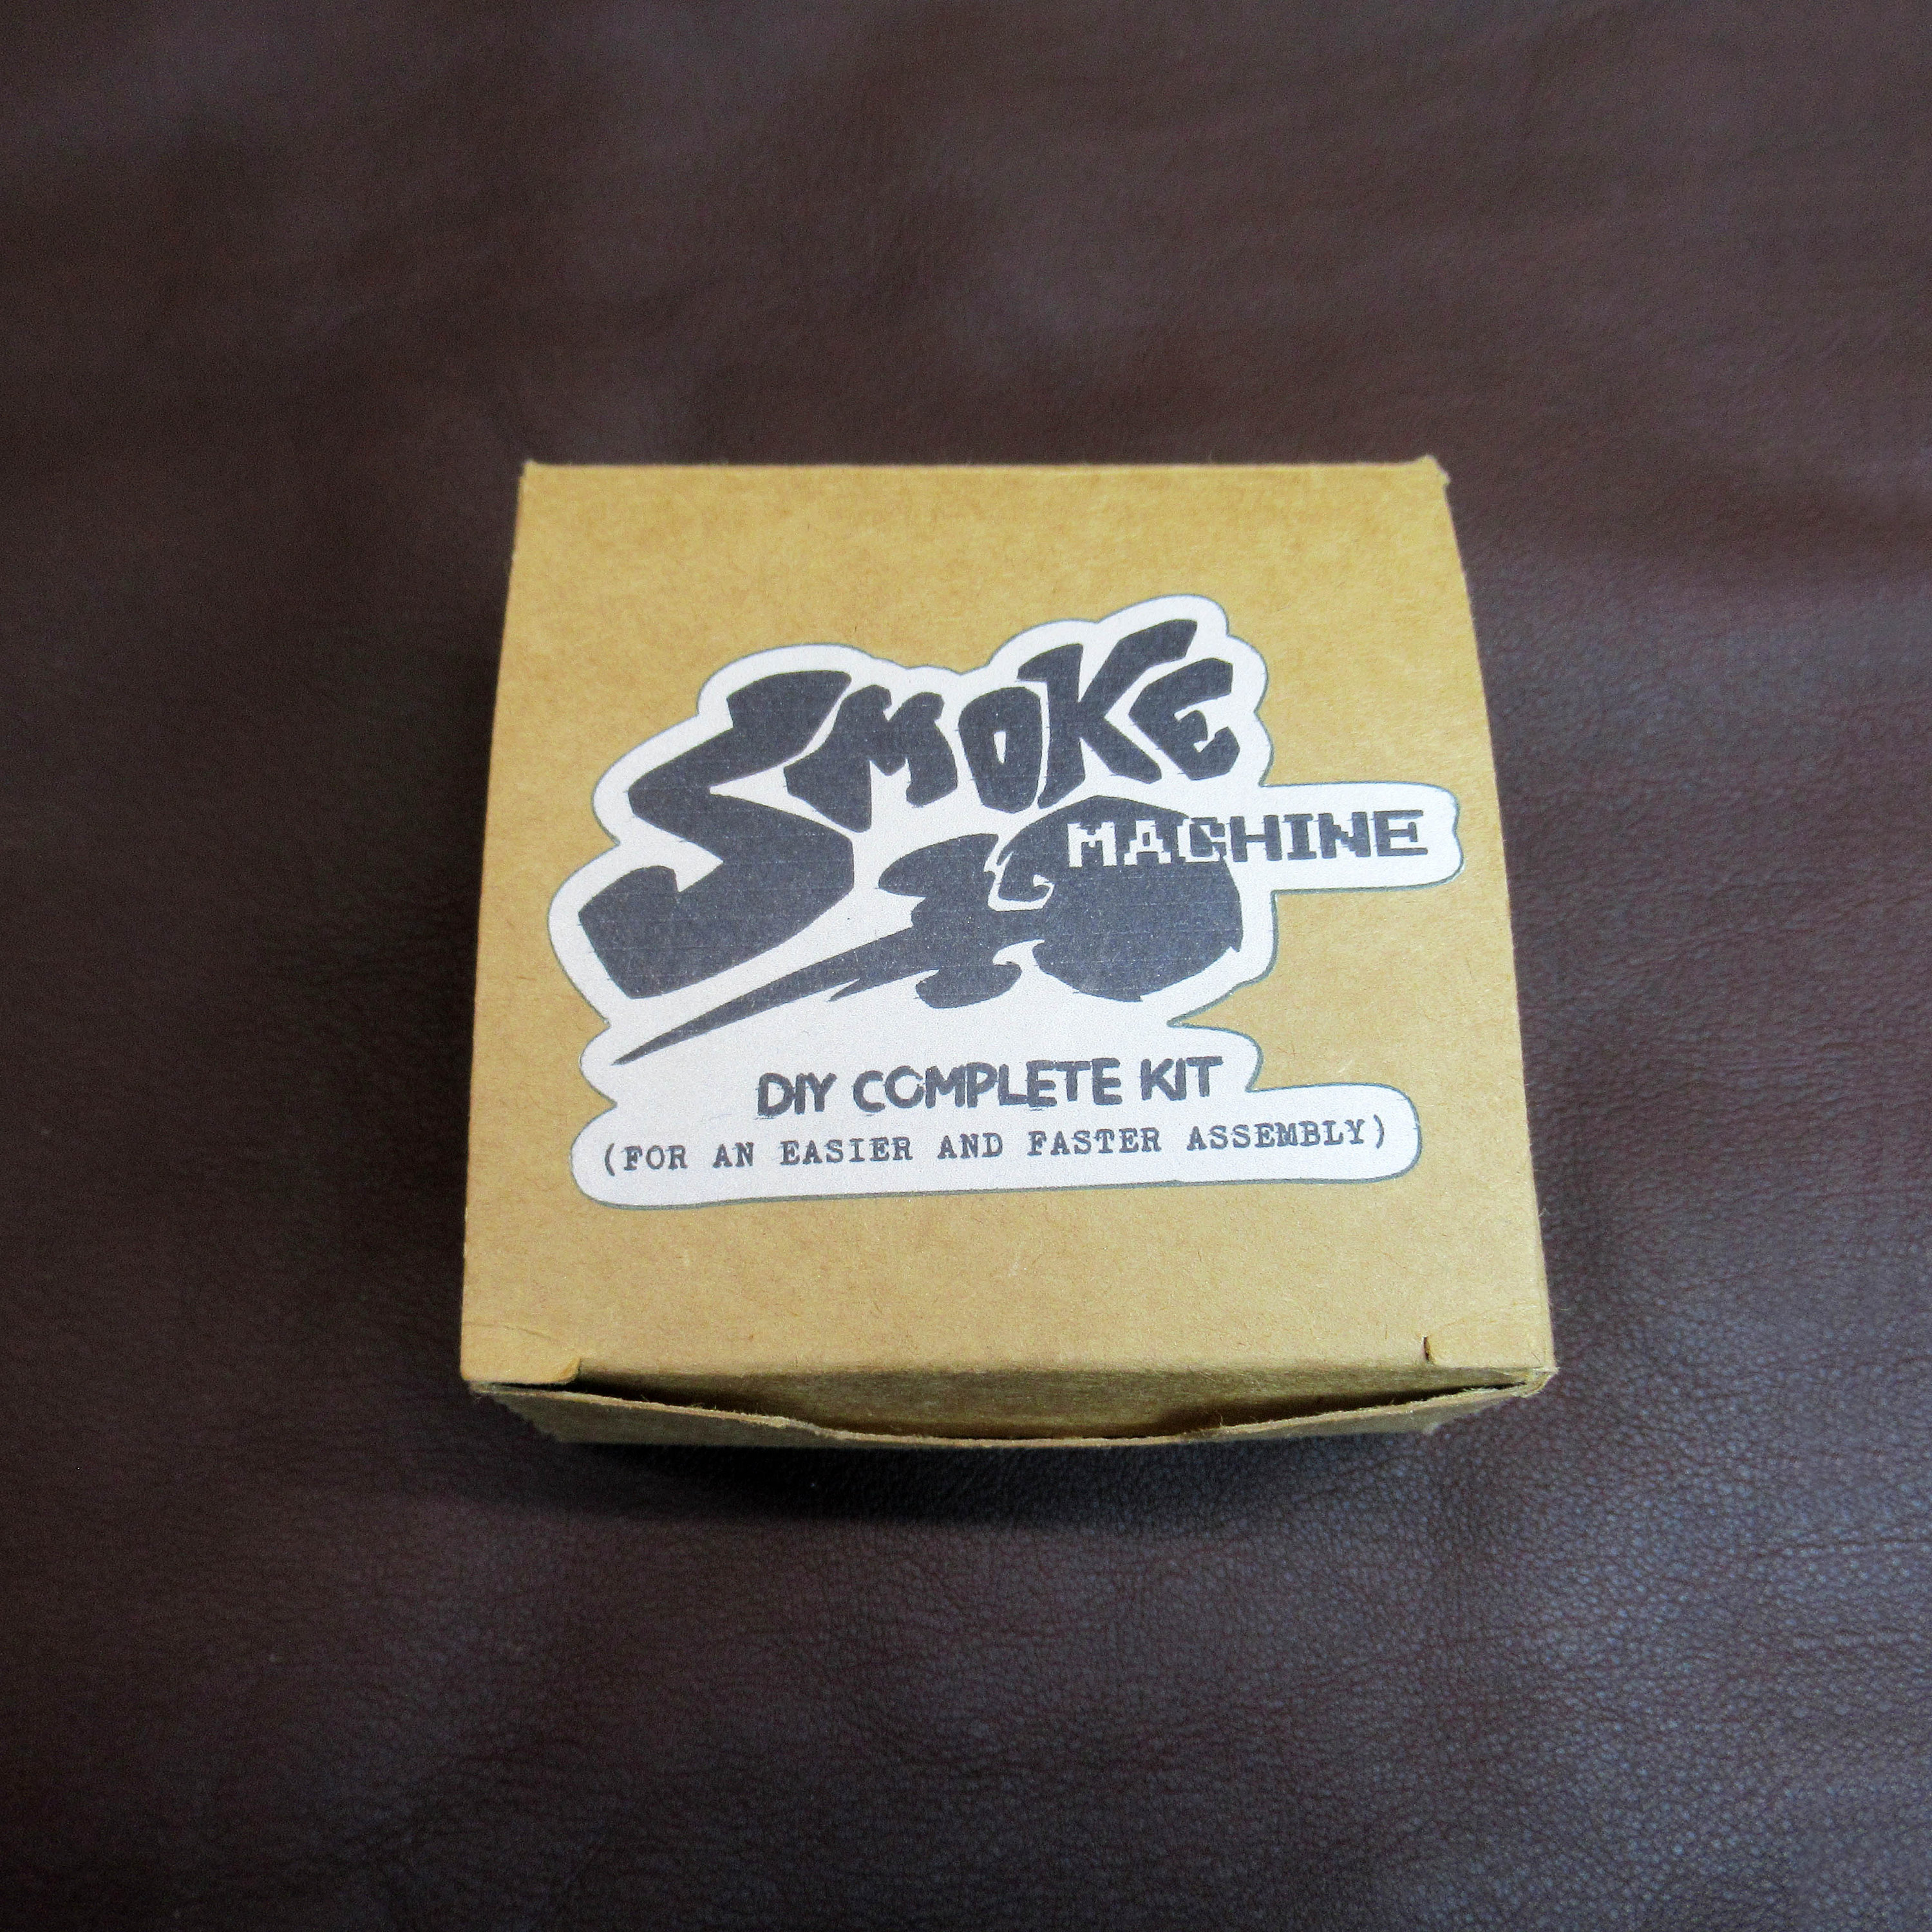 SMOKE
MACHINE
DIY COMPLETE KIT
(FOR AN EASIER AND FASTER ASSEMBLY)